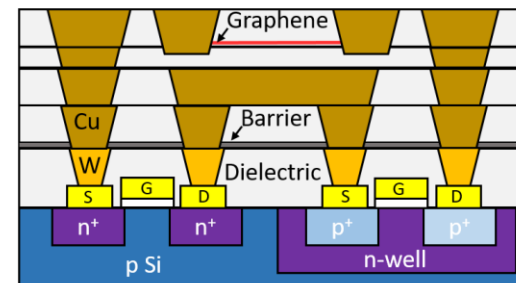 Graphene
Cu
Barrier
W
Dielectric
S
G
D
S
G
D
n+
n+
p+
p+
p Si
n-well